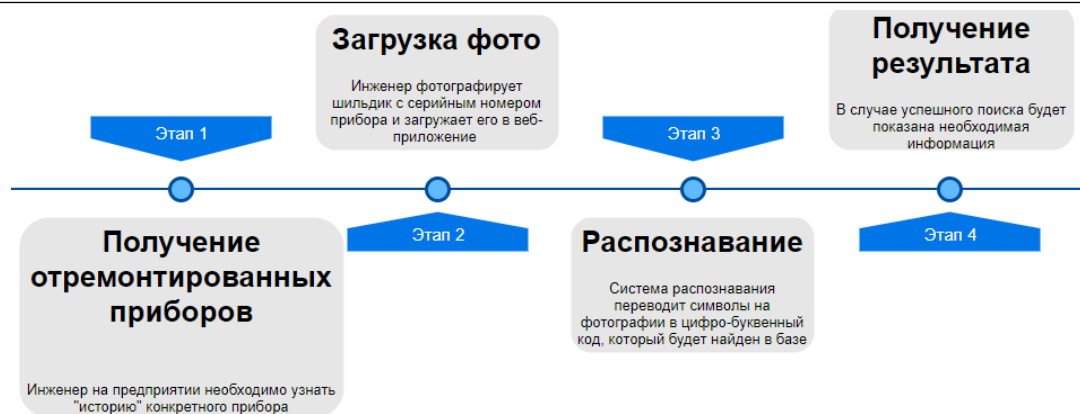 Этап 1
Получение
отремонтированных
приборов
Инженер на предприятии необходимо узнать
"историю" конкретного прибора
Загрузка фото
Инженер фотографирует
шильдик с серийным номером
прибора и загружает его в веб-
приложение
Этап 2
Этап 3
Распознавание
Система распознавания
переводит символы на
фотографии в цифро-буквенный
код, который будет найден в базе
Получение
результата
В случае успешного поиска будет
показана необходимая
информация
Этап 4